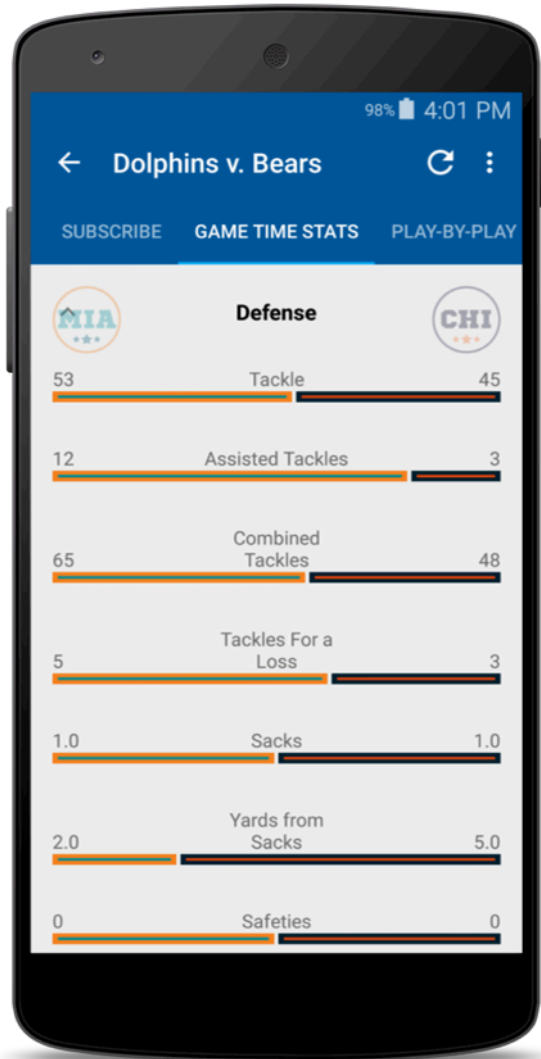 98% 4:01 PM
Dolphins v. Bears
SUBSCRIBE GAME TIME STATS PLAY-BY-PLAY
MIA Defense CHI
53 Tackle 45
12 Assisted Tackles 3
Combined
65 Tackles 48
Tackles For a
5 Loss 3
1.0 Sacks 1.0
Yards from
2.0 Sacks 5.0
0 Safeties 0